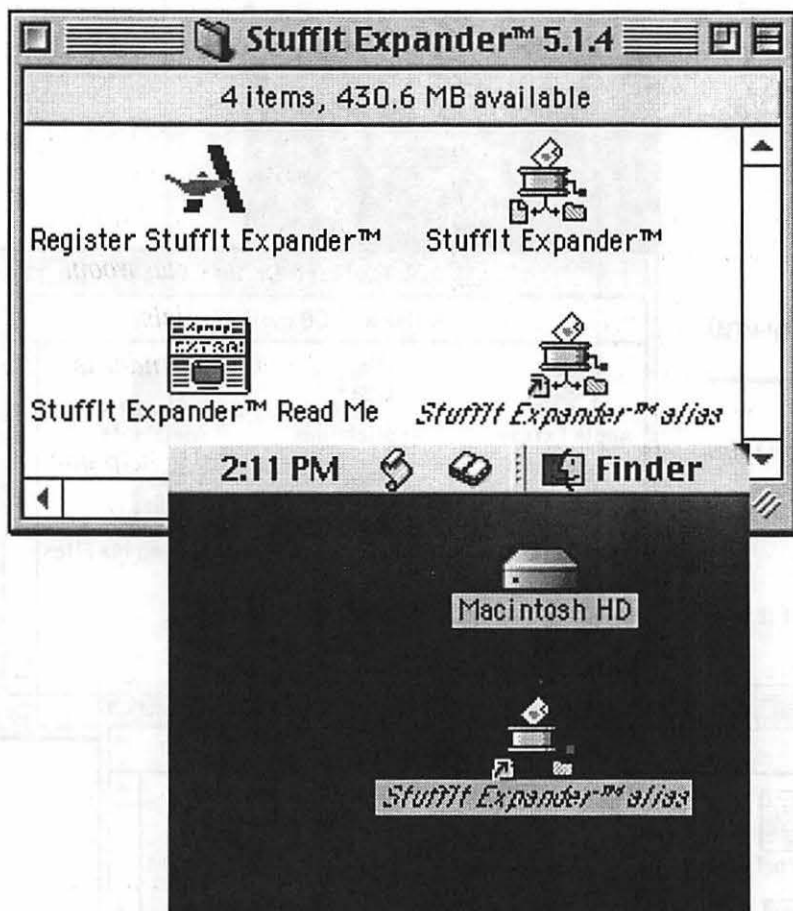 StuffIt Expander™ 5.1.4
4 items, 430.6 MB available
Register StuffIt Expander™
StuffIt Expander™
EXTRA!
StuffIt Expander™ Read Me
StuffIt Expander™ alias
2:11 PM
Finder
Macintosh HD
StuffIt Expander™ alias